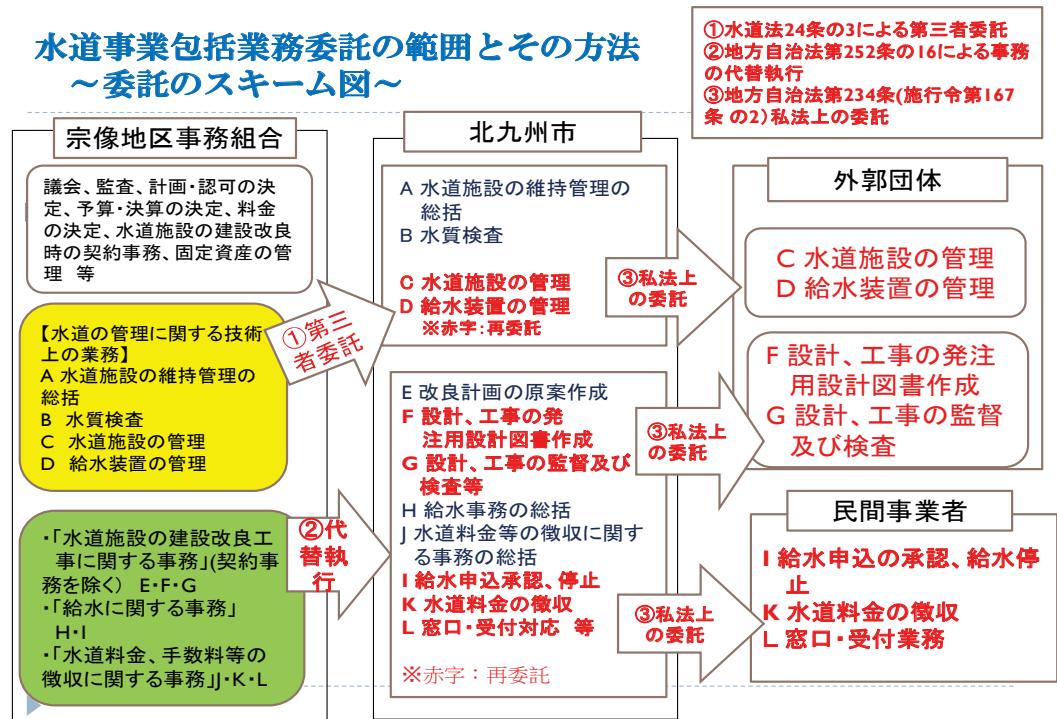 水道事業包括業務委託の範囲とその方法
～委託のスキーム図～
①水道法24条の3による第三者委託
②地方自治法第252条の16による事務
の代替執行
③地方自治法第234条(施行令第167
条 の2）私法上の委託
宗像地区事務組合
議会、監査、計画・認可の決
定、予算・決算の決定、料金
の決定、水道施設の建設改良
時の契約事務、固定資産の管
理　等
【水道の管理に関する技術
上の業務】
A 水道施設の維持管理の
総括
B　水質検査
C　水道施設の管理
D　給水装置の管理
・「水道施設の建設改良工
事に関する事務」(契約事
務を除く）　E・F・G
・「給水に関する事務」
H・I
・「水道料金、手数料等の
徴収に関する事務」J・K・L
①第三
者委託
②代
替執
行
北九州市
A 水道施設の維持管理の
総括
B 水質検査
C 水道施設の管理
D 給水装置の管理
※赤字：再委託
E 改良計画の原案作成
F 設計、工事の発
注用設計図書作成
G 設計、工事の監督及び
検査等
H 給水事務の総括
J 水道料金等の徴収に関す
る事務の総括
I 給水申込承認、停止
K 水道料金の徴収
L 窓口・受付対応　等
※赤字：再委託
③私法上
の委託
③私法上
の委託
③私法上
の委託
外郭団体
C 水道施設の管理
D 給水装置の管理
F 設計、工事の発注
用設計図書作成
G 設計、工事の監督
及び検査
民間事業者
I 給水申込の承認、給水停
止
K 水道料金の徴収
L 窓口・受付業務